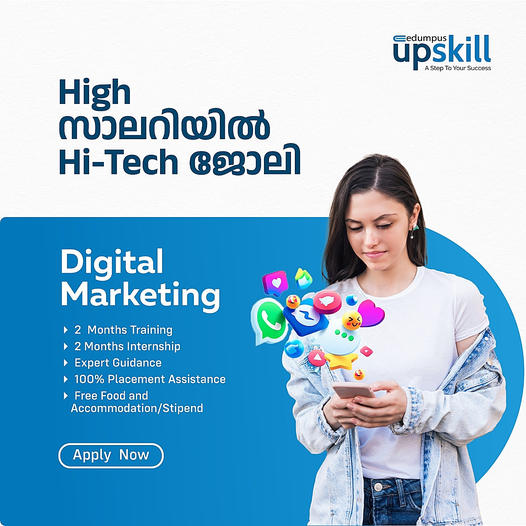 edumpus
upskill
A Step To Your Success
High
സാലറിയിൽ
Hi-Tech ജോലി
Digital
Marketing
2 Months Training
2 Months Internship
Expert Guidance
100% Placement Assistance
Free Food and
Accommodation/Stipend
Apply Now